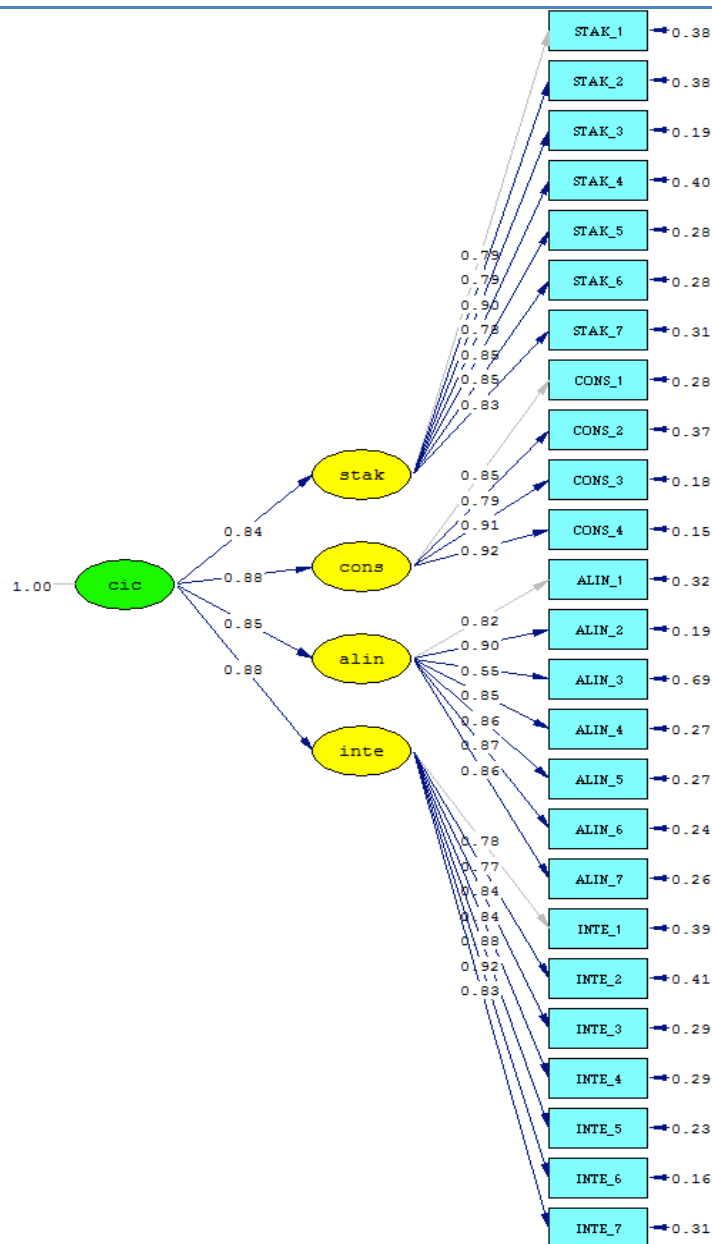 STAK_1 0.38
STAK_2 0.38
STAK_3 0.19
STAK_4 0.40
STAK_5 0.28
STAK_6 0.28
STAK_7 0.31
CONS_1 0.28
CONS_2 0.37
CONS_3 0.18
CONS_4 0.15
ALIN_1 0.32
ALIN_2 0.19
ALIN_3 0.69
ALIN_4 0.27
ALIN_5 0.27
ALIN_6 0.24
ALIN_7 0.26
INTE_1 0.39
INTE_2 0.41
INTE_3 0.29
INTE_4 0.29
INTE_5 0.23
INTE_6 0.16
INTE_7 0.31
0.79
0.79
0.90
0.78
0.85
0.85
0.83
0.85
0.79
0.91
0.92
0.82
0.90
0.55
0.85
0.86
0.87
0.86
0.78
0.77
0.84
0.84
0.88
0.92
0.83
stak
cons
alin
inte
0.84
0.88
0.85
0.88
1.00 cic